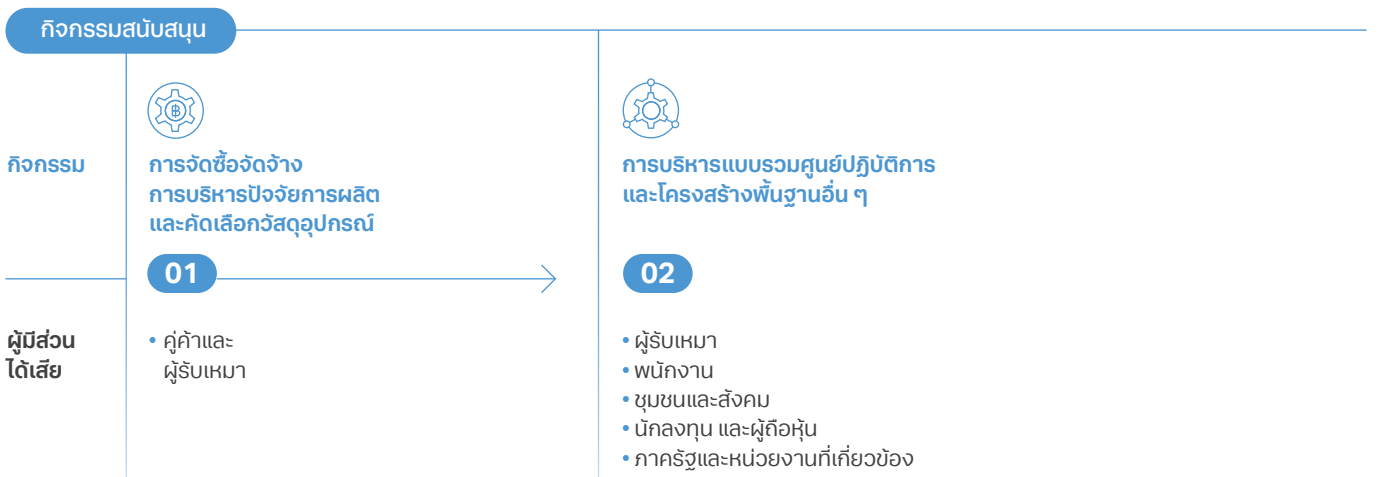 กิจกรรมสนับสนุน
฿
กิจกรรม
การจัดซื้อจัดจ้าง
การบริหารปัจจัยการผลิต
และคัดเลือกวัสดุอุปกรณ์
การบริหารแบบรวมศูนย์ปฏิบัติการ
และโครงสร้างพื้นฐานอื่น ๆ
01
02
ผู้มีส่วน
ได้เสีย
• คู่ค้าและ
ผู้รับเหมา
• ผู้รับเหมา
• พนักงาน
• ชุมชนและสังคม
• นักลงทุน และผู้ถือหุ้น
• ภาครัฐและหน่วยงานที่เกี่ยวข้อง